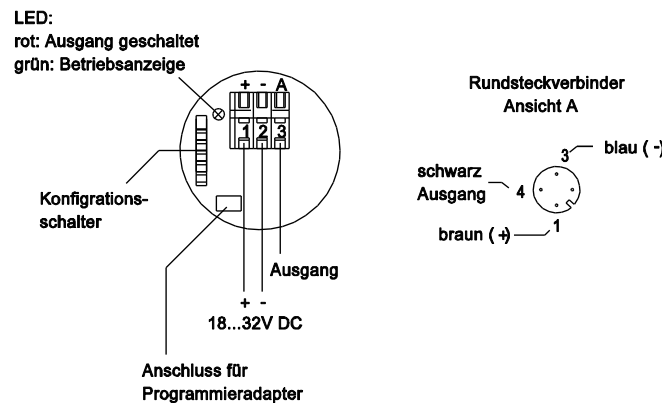 LED:
rot: Ausgang geschaltet
grün: Betriebsanzeige
+ - A
1 2 3
Konfigrations-
schalter
Ausgang
+ -
18...32V DC
Anschluss für
Programmieradapter
Rundsteckverbinder
Ansicht A
3 blau ( -)
schwarz
Ausgang 4
braun ( +) 1